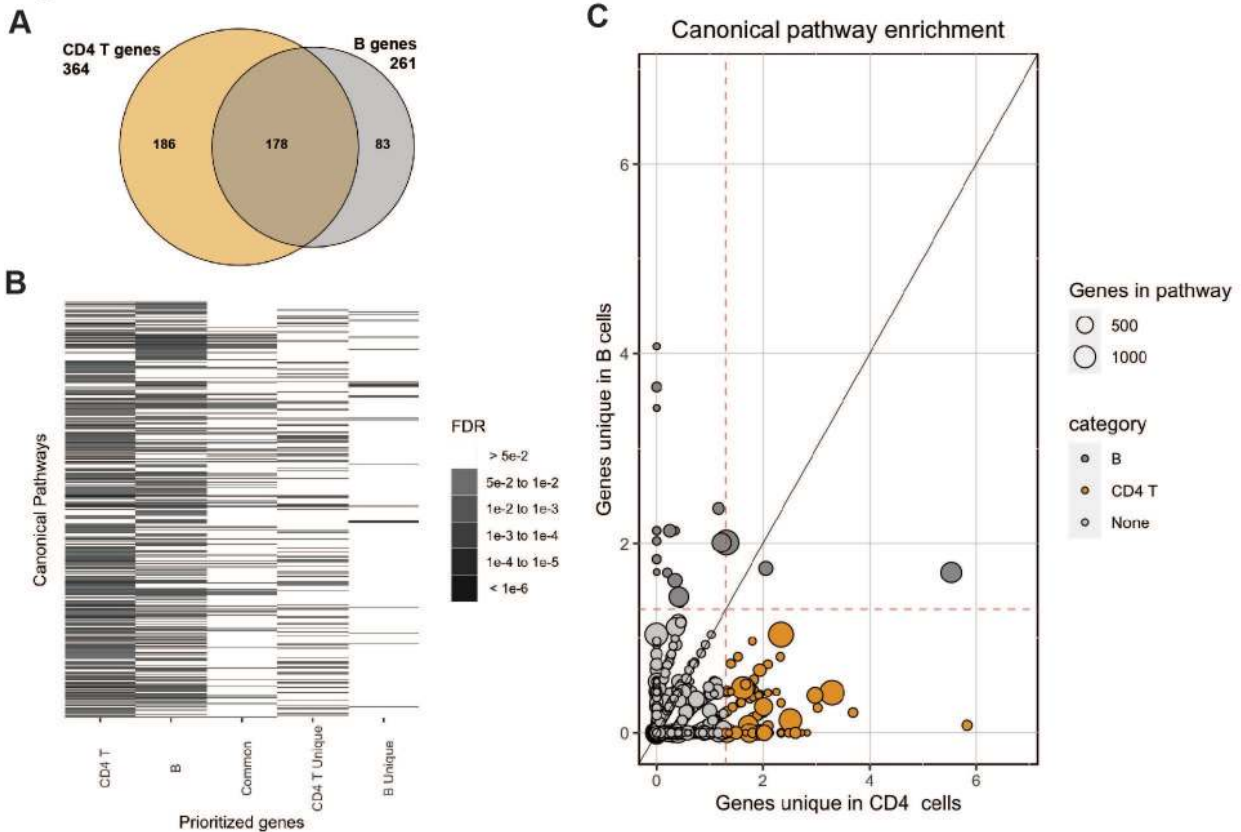 A
CD4 T genes
364
B genes
261
186
178
83
B
Canonical Pathways
FDR
> 5e-2
5e-2 to 1e-2
1e-2 to 1e-3
1e-3 to 1e-4
1e-4 to 1e-5
< 1e-6
CD4 T
B
Common
CD4 T Unique
B Unique
Prioritized genes
C
Canonical pathway enrichment
Genes unique in B cells
6
4
2
0
0
2
4
6
Genes unique in CD4 cells
Genes in pathway
500
1000
category
B
CD4 T
None